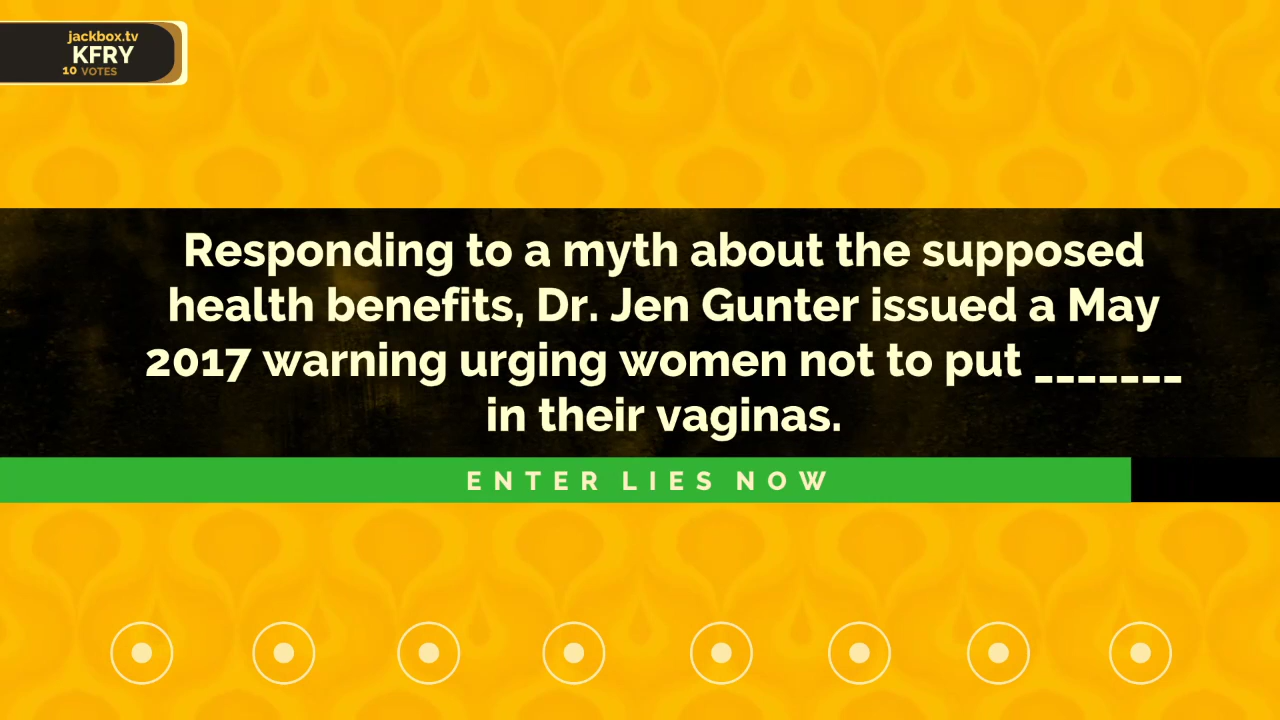 jackbox.tv
KFRY
10 VOTES
Responding to a myth about the supposed
health benefits, Dr. Jen Gunter issued a May
2017 warning urging women not to put _______
in their vaginas.
ENTER LIES NOW